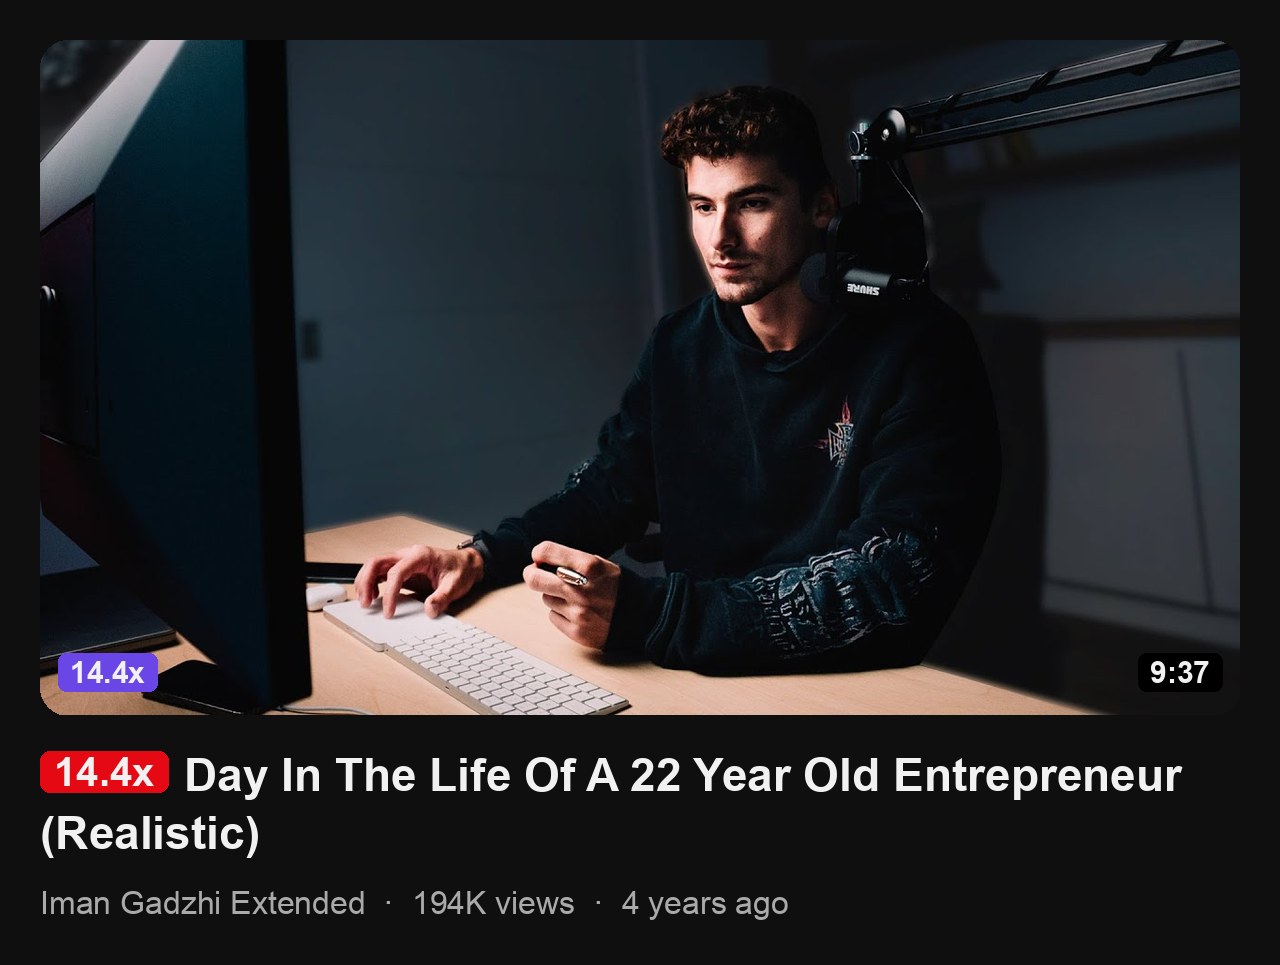 SHURE
14.4x
9:37
14.4x Day In The Life Of A 22 Year Old Entrepreneur
(Realistic)
Iman Gadzhi Extended · 194K views · 4 years ago